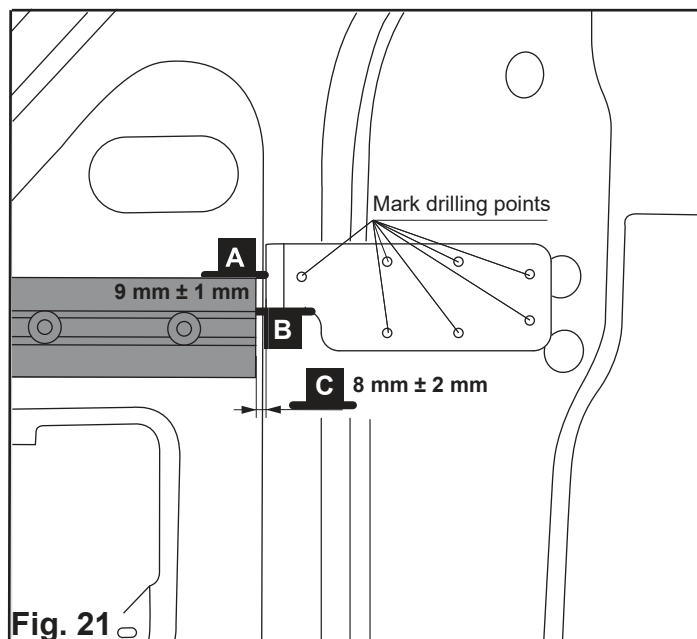 Mark drilling points
A
9 mm ± 1 mm
B
C 8 mm ± 2 mm
Fig. 21